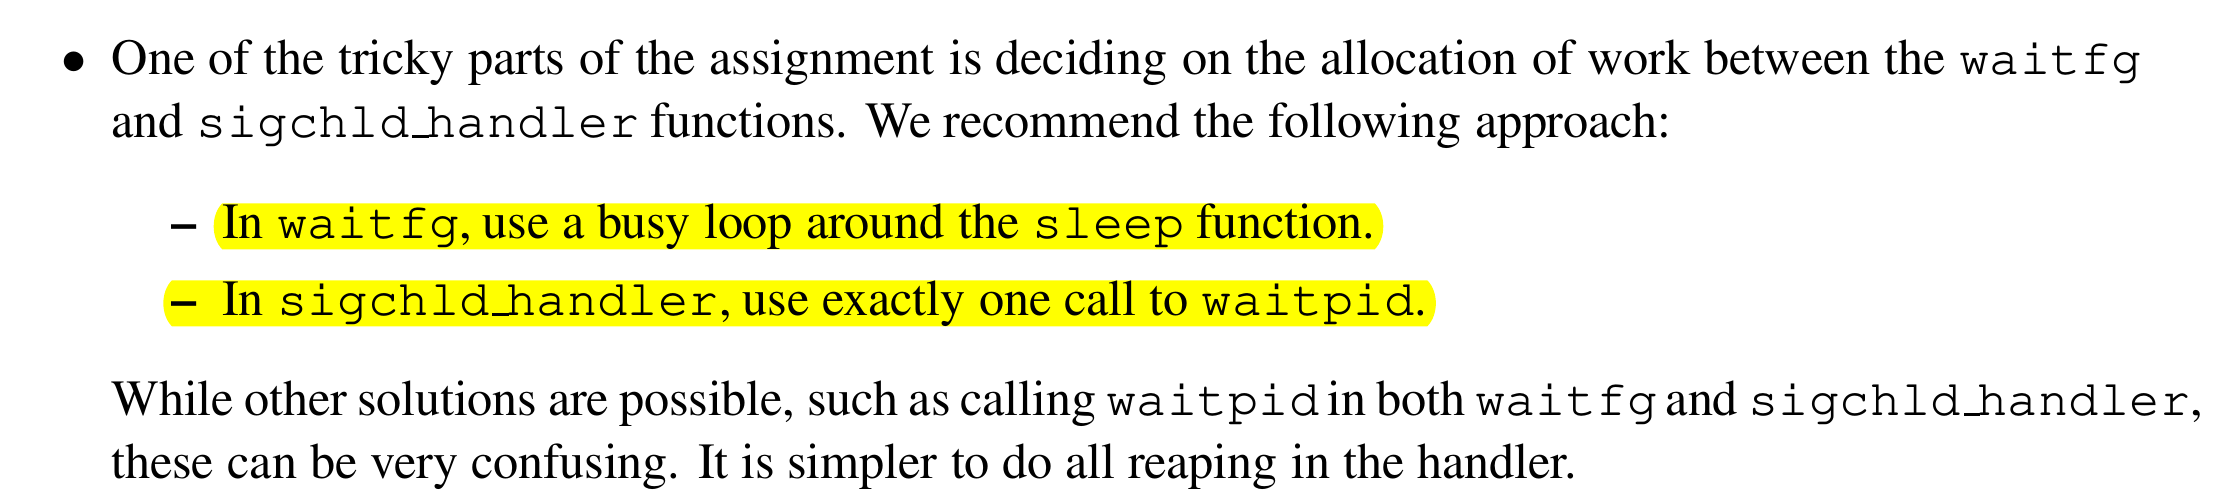 • One of the tricky parts of the assignment is deciding on the allocation of work between the waitfg
and sigchld_handler functions. We recommend the following approach:
– In waitfg, use a busy loop around the sleep function.
– In sigchld_handler, use exactly one call to waitpid.
While other solutions are possible, such as calling waitpid in both waitfg and sigchld_handler,
these can be very confusing. It is simpler to do all reaping in the handler.